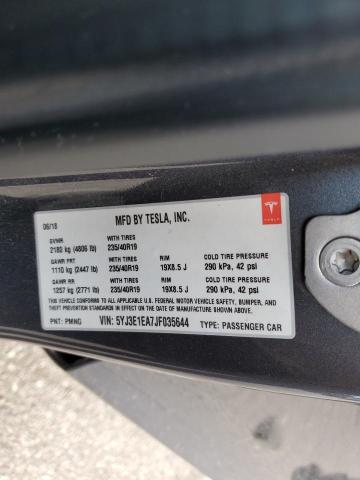 06/18 MFD BY TESLA, INC.
GVWR WITH TIRES
2180 kg (4806 lb) 235/40R19
GAWR FRT WITH TIRES RIM COLD TIRE PRESSURE
1110 kg (2447 lb) 235/40R19 19X8.5 J 290 kPa, 42 psi
GAWR RR WITH TIRES RIM COLD TIRE PRESSURE
1257 kg (2771 lb) 235/40R19 19X8.5 J 290 kPa, 42 psi
THIS VEHICLE CONFORMS TO ALL APPLICABLE U.S. FEDERAL MOTOR VEHICLE SAFETY, BUMPER, AND
THEFT PREVENTION STANDARDS IN EFFECT ON THE DATE OF MANUFACTURE SHOWN ABOVE.
PNT: PMNG VIN: 5YJ3E1EA7JF035644 TYPE: PASSENGER CAR
TESLA